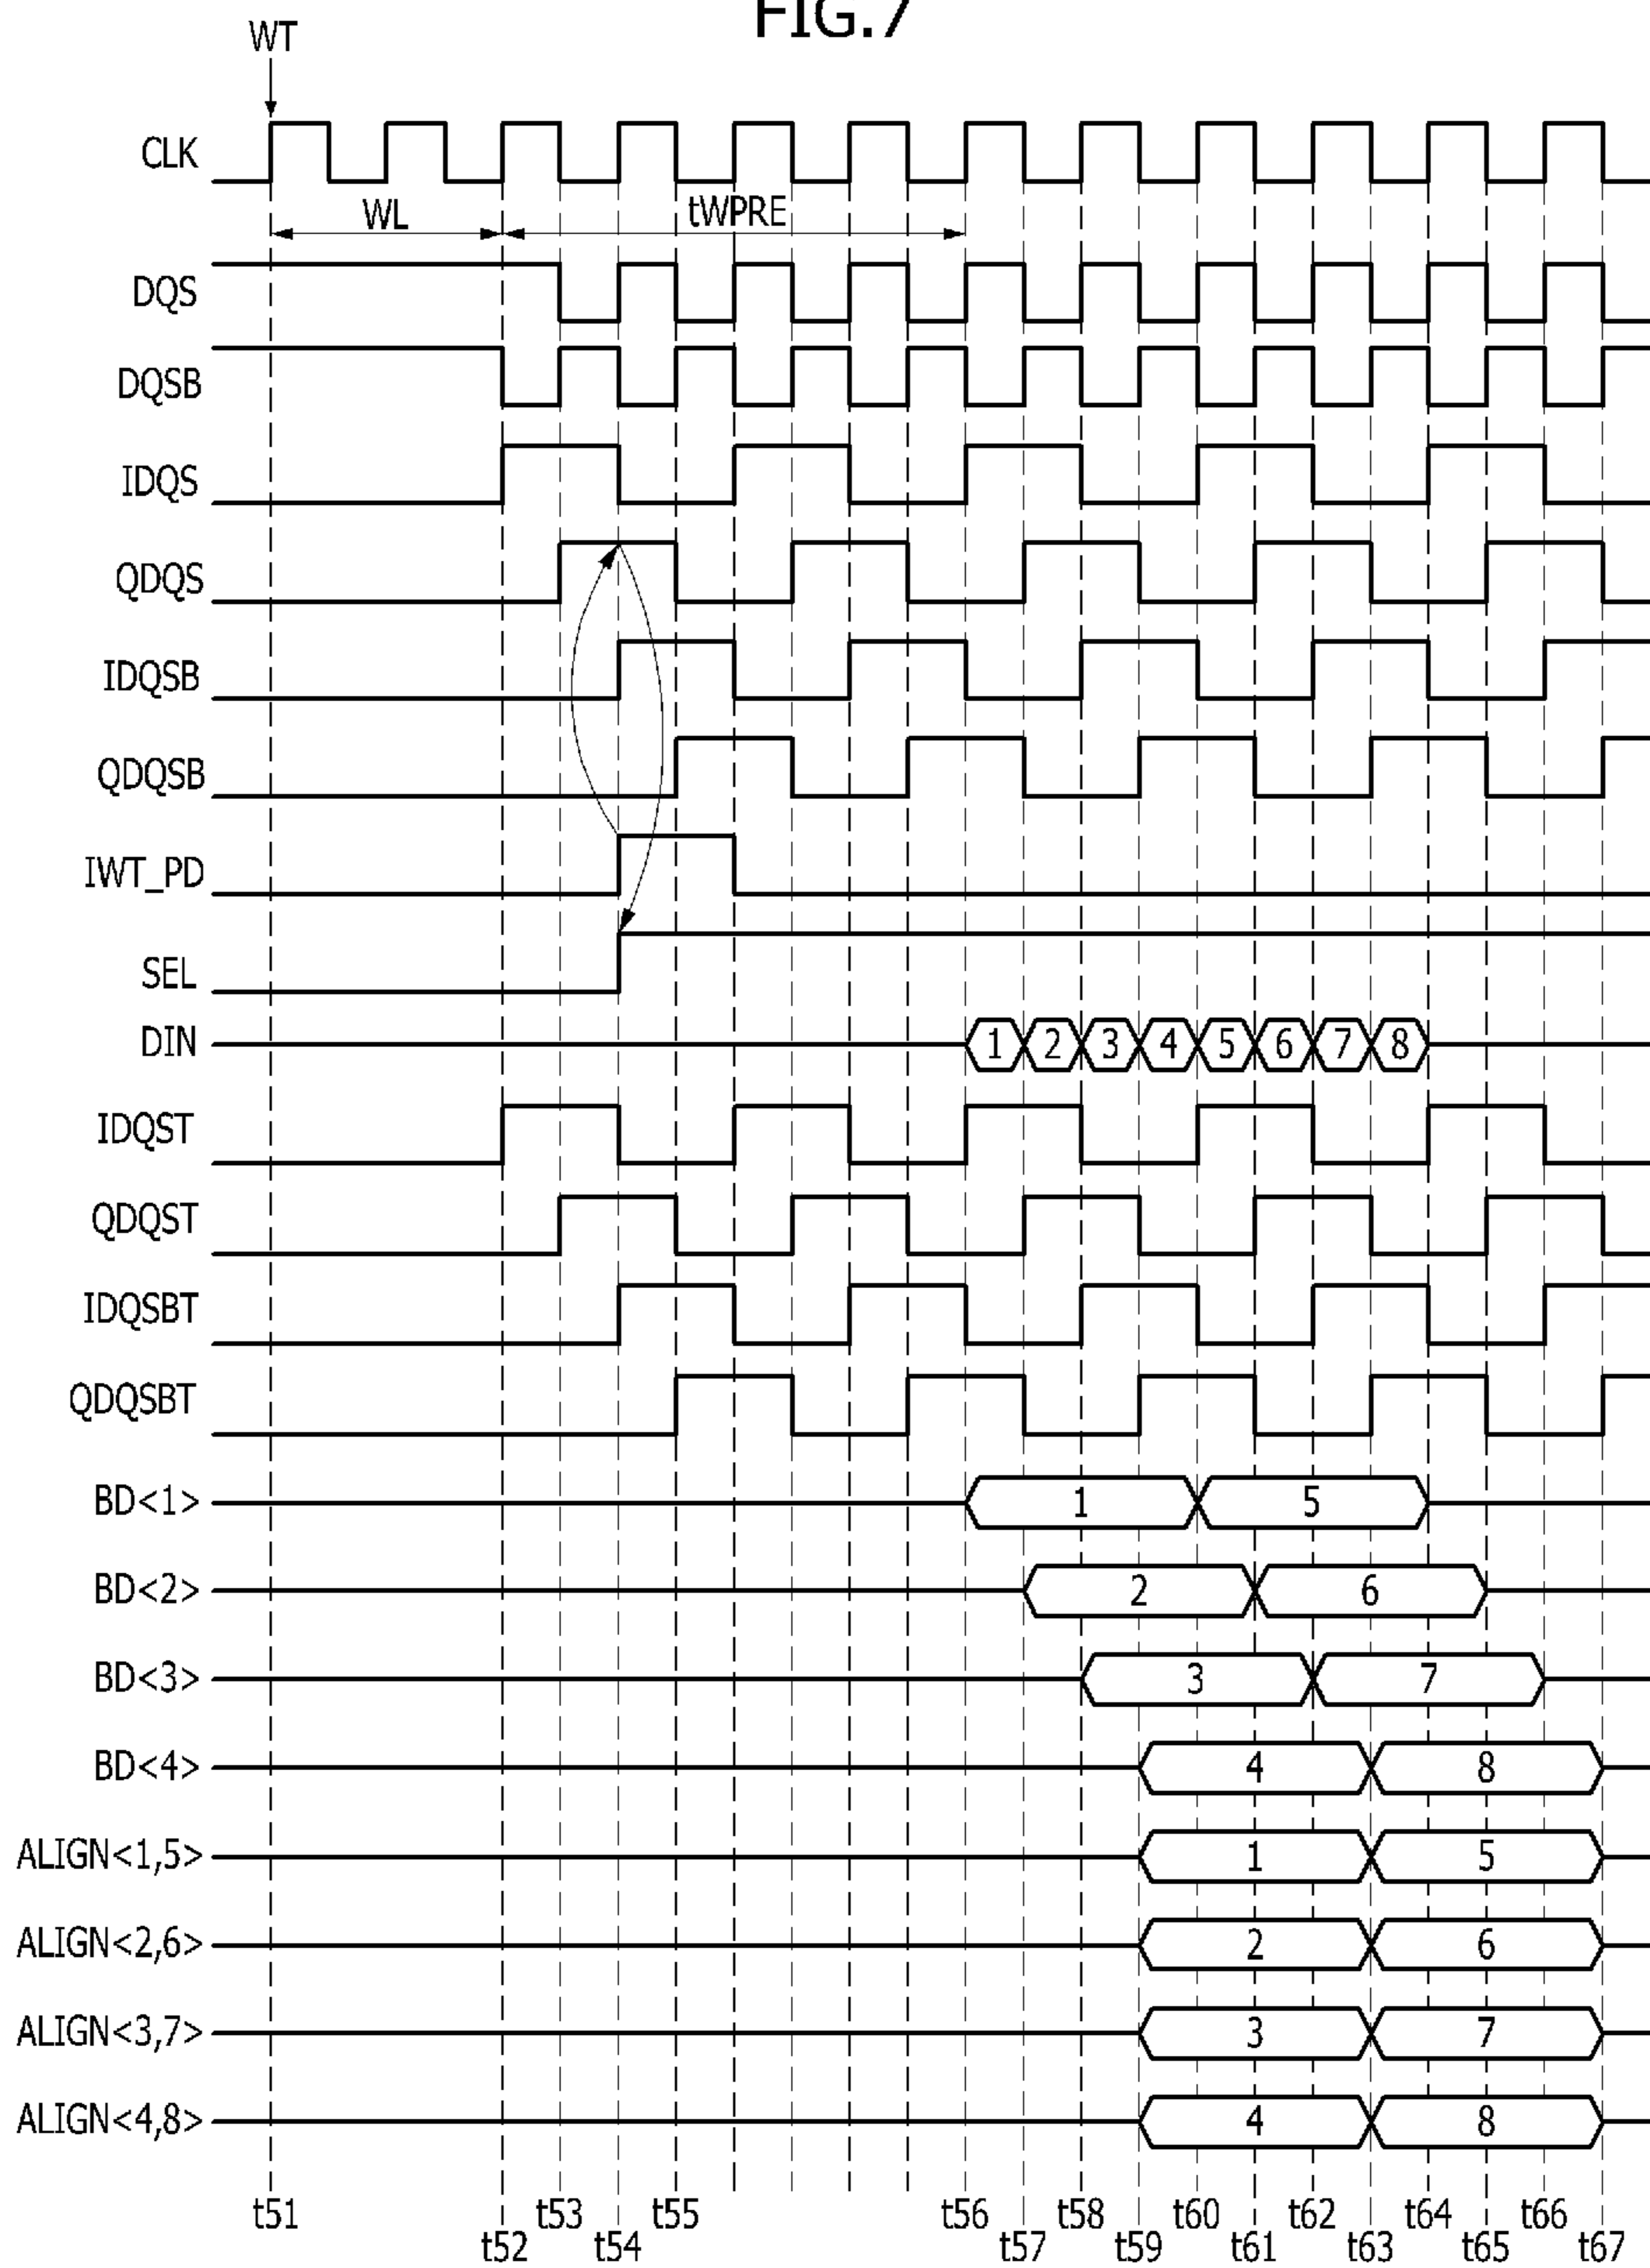 FIG.7
WT
CLK
WL tWPRE
DQS
DQSB
IDQS
QDQS
IDQSB
QDQSB
IWT_PD
SEL
DIN 1 2 3 4 5 6 7 8
IDQST
QDQST
IDQSBT
QDQSBT
BD<1> 1 5
BD<2> 2 6
BD<3> 3 7
BD<4> 4 8
ALIGN<1,5> 1 5
ALIGN<2,6> 2 6
ALIGN<3,7> 3 7
ALIGN<4,8> 4 8
t51 t53 t55 t56 t58 t60 t62 t64 t66
t52 t54 t57 t59 t61 t63 t65 t67